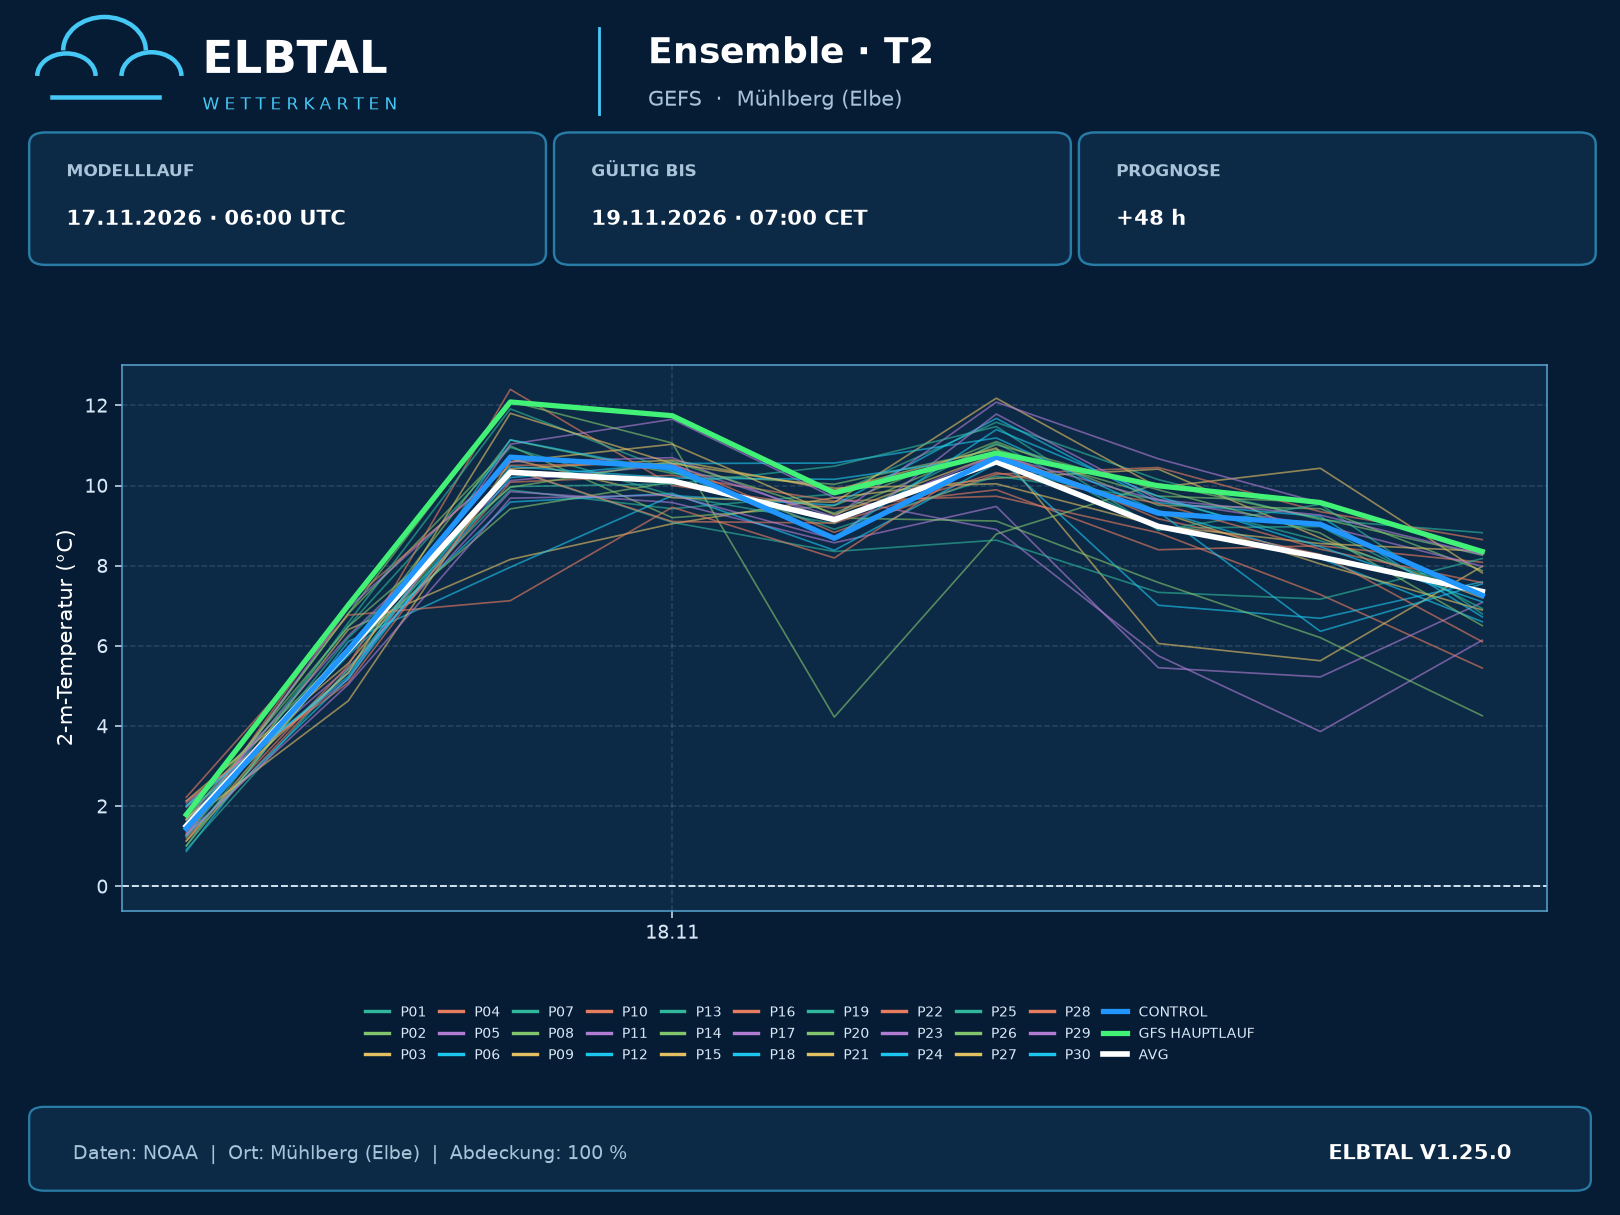 ELBTAL
WETTERKARTEN
Ensemble · T2
GEFS · Mühlberg (Elbe)
MODELLLAUF
17.11.2026 · 06:00 UTC
GÜLTIG BIS
19.11.2026 · 07:00 CET
PROGNOSE
+48 h
2-m-Temperatur (°C)
12
10
8
6
4
2
0
18.11
P01 P04 P07 P10 P13 P16 P19 P22 P25 P28 CONTROL
P02 P05 P08 P11 P14 P17 P20 P23 P26 P29 GFS HAUPTLAUF
P03 P06 P09 P12 P15 P18 P21 P24 P27 P30 AVG
Daten: NOAA | Ort: Mühlberg (Elbe) | Abdeckung: 100 %
ELBTAL V1.25.0